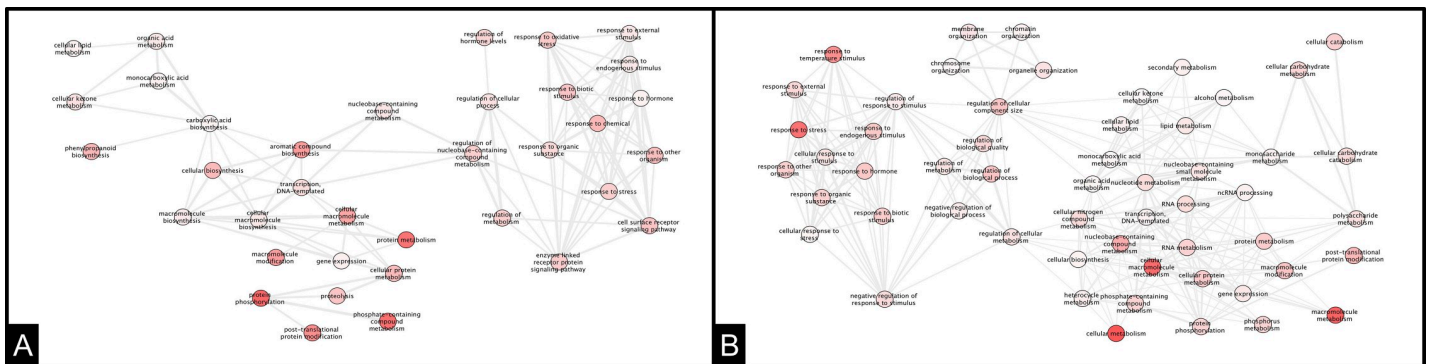 cellular lipid
metabolism
organic acid
metabolism
monocarboxylic acid
metabolism
cellular ketone
metabolism
carboxylic acid
biosynthesis
phenylpropanoid
biosynthesis
nucleobase-containing
compound
metabolism
aromatic compound
biosynthesis
cellular biosynthesis
transcription,
DNA-templated
macromolecule
biosynthesis
cellular
macromolecule
biosynthesis
cellular
macromolecule
metabolism
protein metabolism
macromolecule
modification
gene expression
cellular protein
metabolism
protein
phosphorylation
proteolysis
phosphate-containing
compound
metabolism
post-translational
protein modification
regulation of
hormone levels
response to oxidative
stress
response to external
stimulus
response to
endogenous stimulus
response to biotic
stimulus
response to hormone
regulation of cellular
process
response to chemical
regulation of
nucleobase-containing
compound
metabolism
response to organic
substance
response to other
organism
response to stress
regulation of
metabolism
cell surface receptor
signaling pathway
enzyme linked
receptor protein
signaling pathway
A
response to
temperature stimulus
membrane
organization
chromatin
organization
chromosome
organization
organelle organization
response to external
stimulus
regulation of
response to stimulus
regulation of cellular
component size
response to stress
response to
endogenous stimulus
regulation of
biological quality
cellular response to
stimulus
response to other
organism
response to hormone
regulation of
metabolism
regulation of
biological process
response to organic
substance
response to biotic
stimulus
negative regulation of
biological process
cellular response to
stress
regulation of cellular
metabolism
negative regulation of
response to stimulus
cellular catabolism
secondary metabolism
cellular carbohydrate
metabolism
cellular ketone
metabolism
alcohol metabolism
cellular lipid
metabolism
lipid metabolism
monocarboxylic acid
metabolism
nucleobase-containing
small molecule
metabolism
monosaccharide
metabolism
cellular carbohydrate
catabolism
organic acid
metabolism
nucleotide metabolism
ncRNA processing
RNA processing
cellular nitrogen
compound
metabolism
transcription,
DNA-templated
polysaccharide
metabolism
nucleobase-containing
compound
metabolism
RNA metabolism
protein metabolism
post-translational
protein modification
cellular biosynthesis
cellular
macromolecule
metabolism
cellular protein
metabolism
macromolecule
modification
heterocycle
metabolism
phosphate-containing
compound
metabolism
gene expression
protein
phosphorylation
phosphorus
metabolism
macromolecule
metabolism
cellular metabolism
B